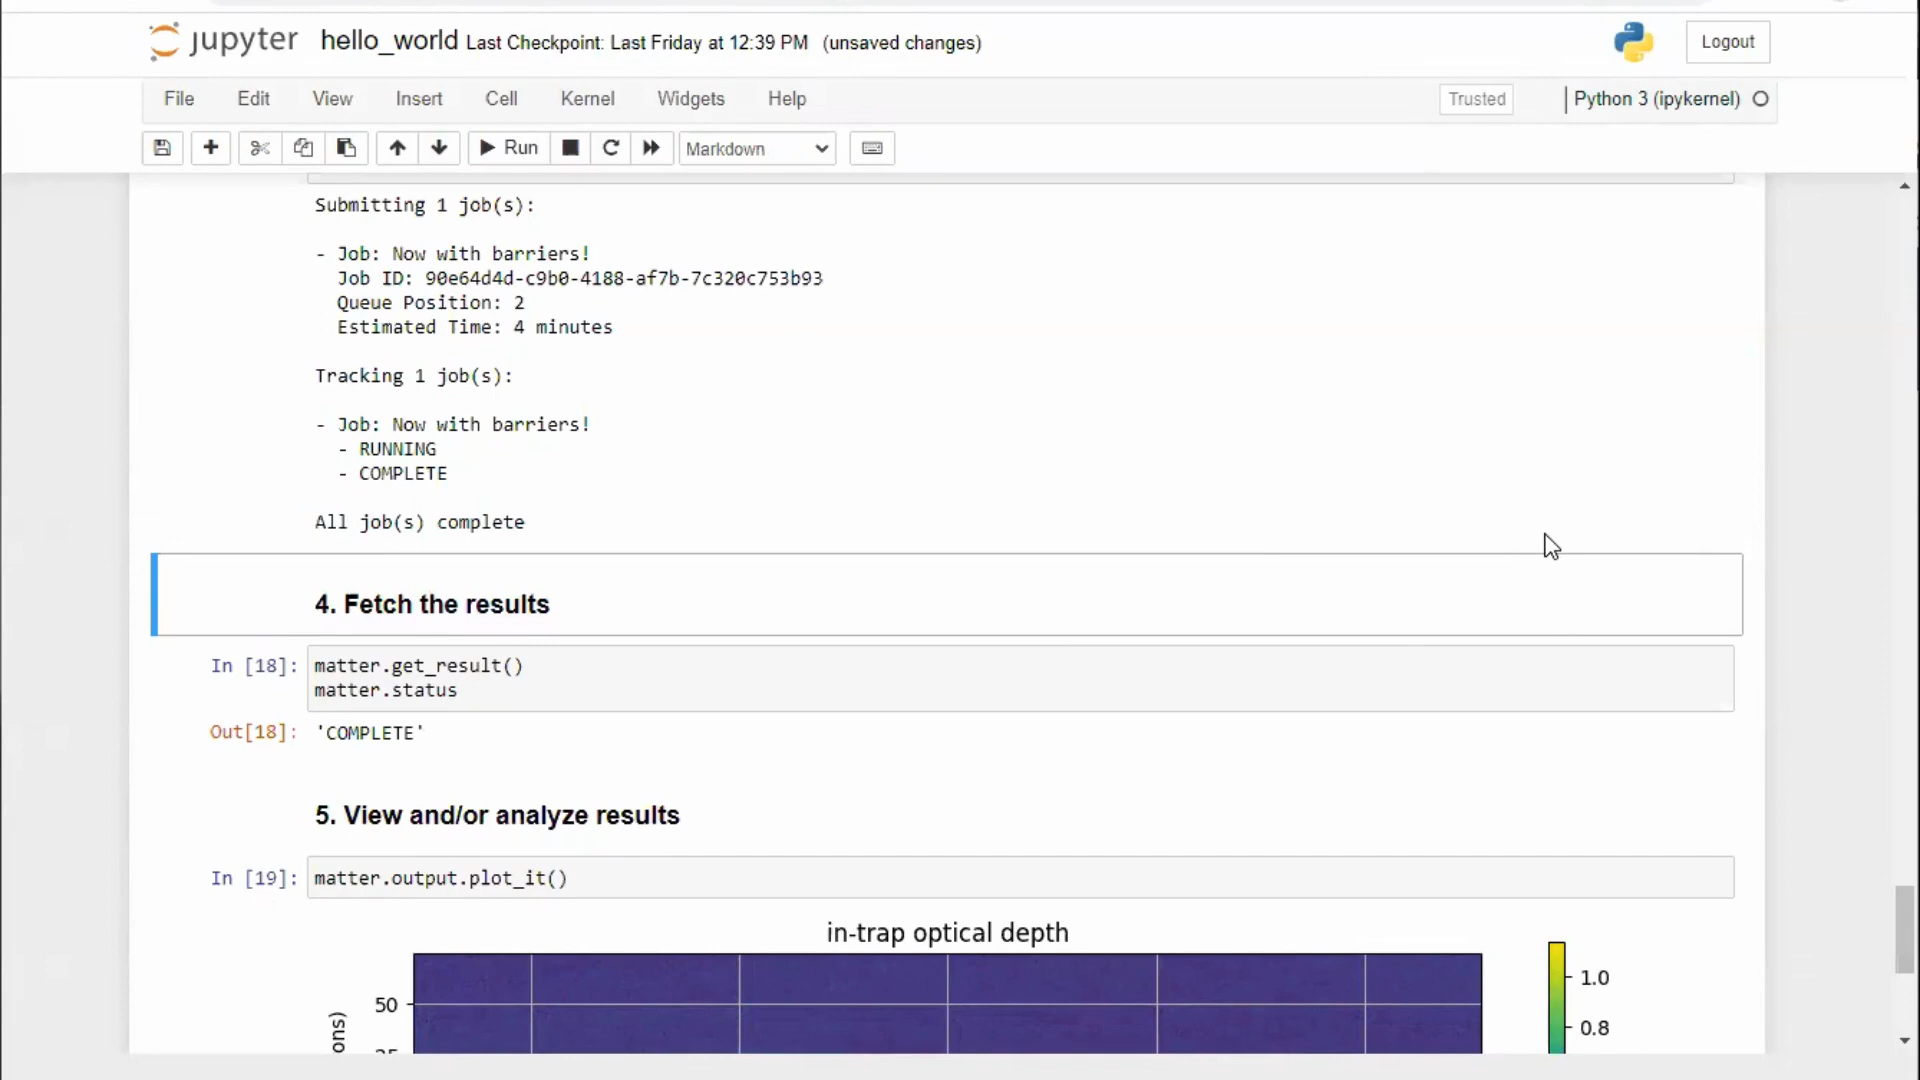 jupyter hello_world Last Checkpoint: Last Friday at 12:39 PM (unsaved changes) Logout
File Edit View Insert Cell Kernel Widgets Help Trusted Python 3 (ipykernel)
Run Markdown
Submitting 1 job(s):
- Job: Now with barriers!
Job ID: 90e64d4d-c9b0-4188-af7b-7c320c753b93
Queue Position: 2
Estimated Time: 4 minutes
Tracking 1 job(s):
- Job: Now with barriers!
- RUNNING
- COMPLETE
All job(s) complete
4. Fetch the results
In [18]: matter.get_result()
matter.status
Out[18]: 'COMPLETE'
5. View and/or analyze results
In [19]: matter.output.plot_it()
in-trap optical depth
1.0
50
0.8
ons)